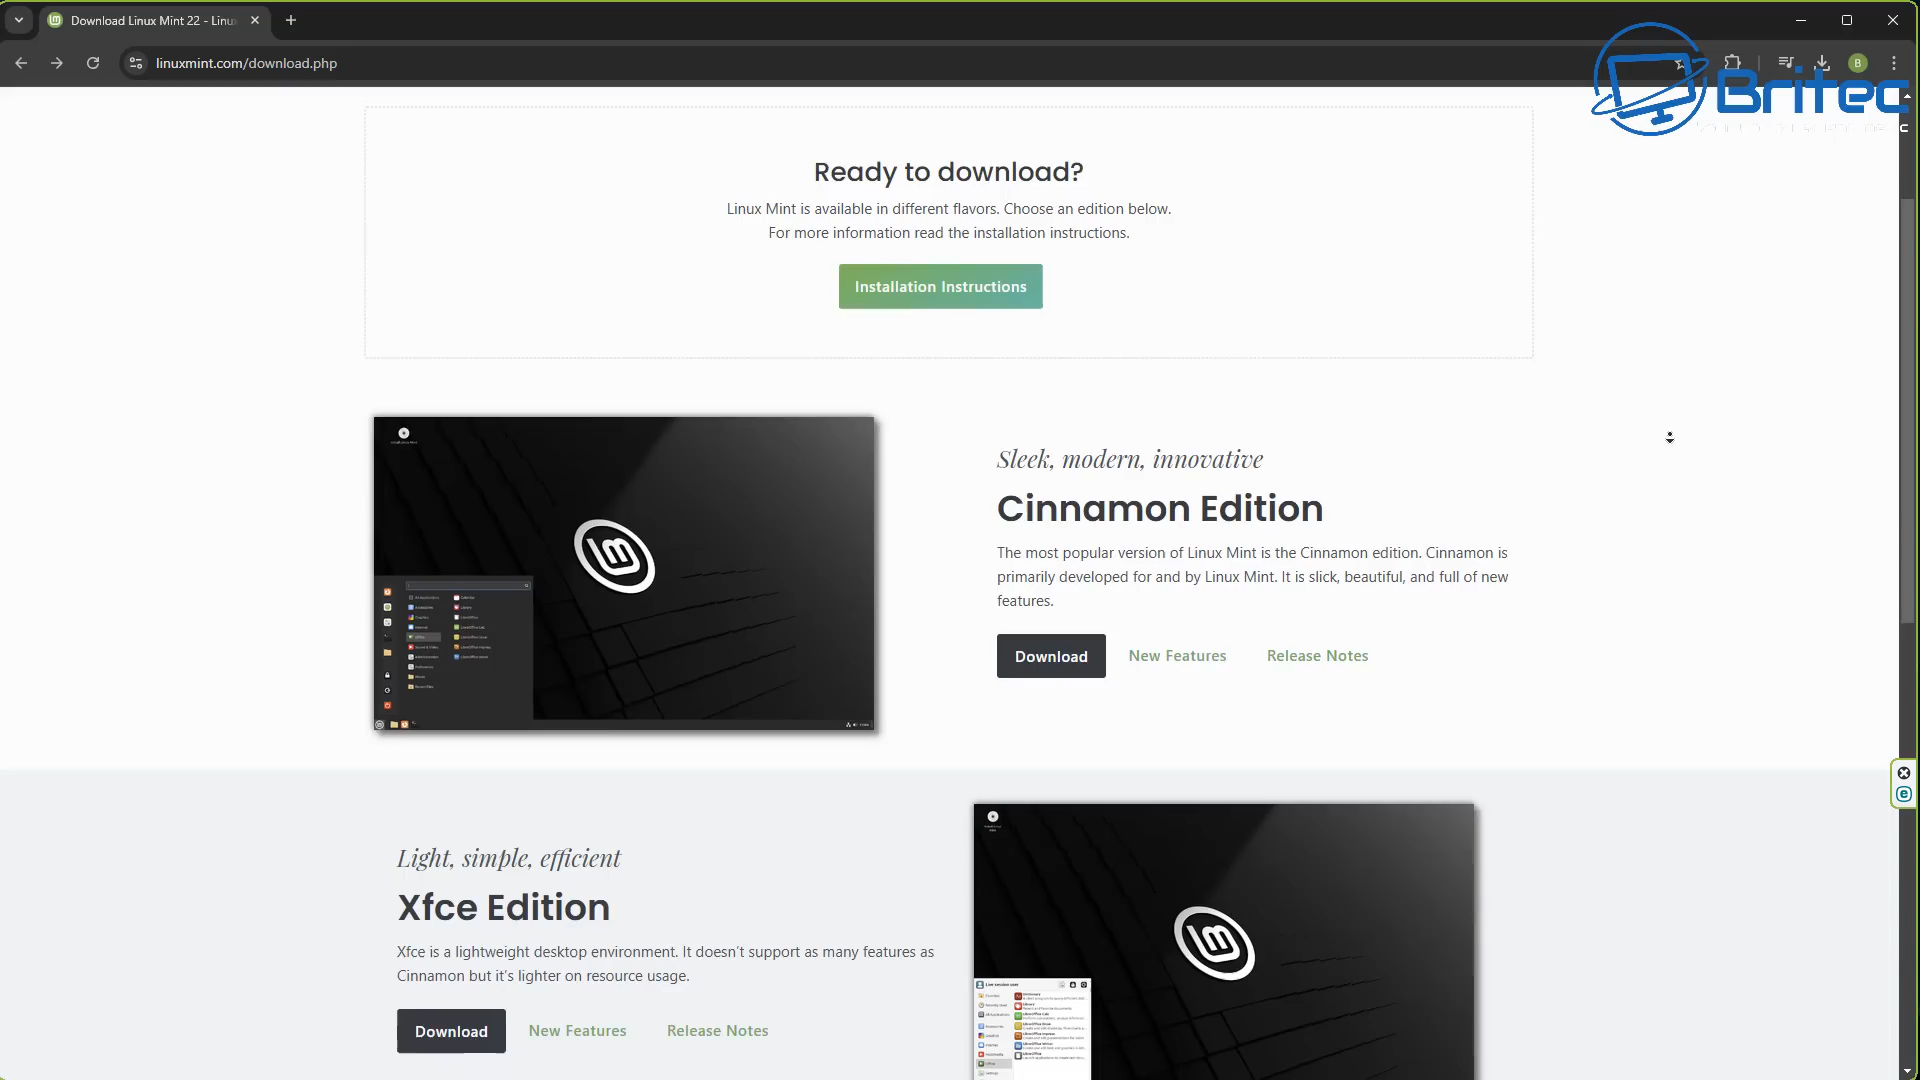 Download Linux Mint 22 - Linu
linuxmint.com/download.php
B
Britec
Ready to download?
Linux Mint is available in different flavors. Choose an edition below.
For more information read the installation instructions.
Installation Instructions
Sleek, modern, innovative
Cinnamon Edition
The most popular version of Linux Mint is the Cinnamon edition. Cinnamon is
primarily developed for and by Linux Mint. It is slick, beautiful, and full of new
features.
Download
New Features
Release Notes
Light, simple, efficient
Xfce Edition
Xfce is a lightweight desktop environment. It doesn’t support as many features as
Cinnamon but it’s lighter on resource usage.
Download
New Features
Release Notes